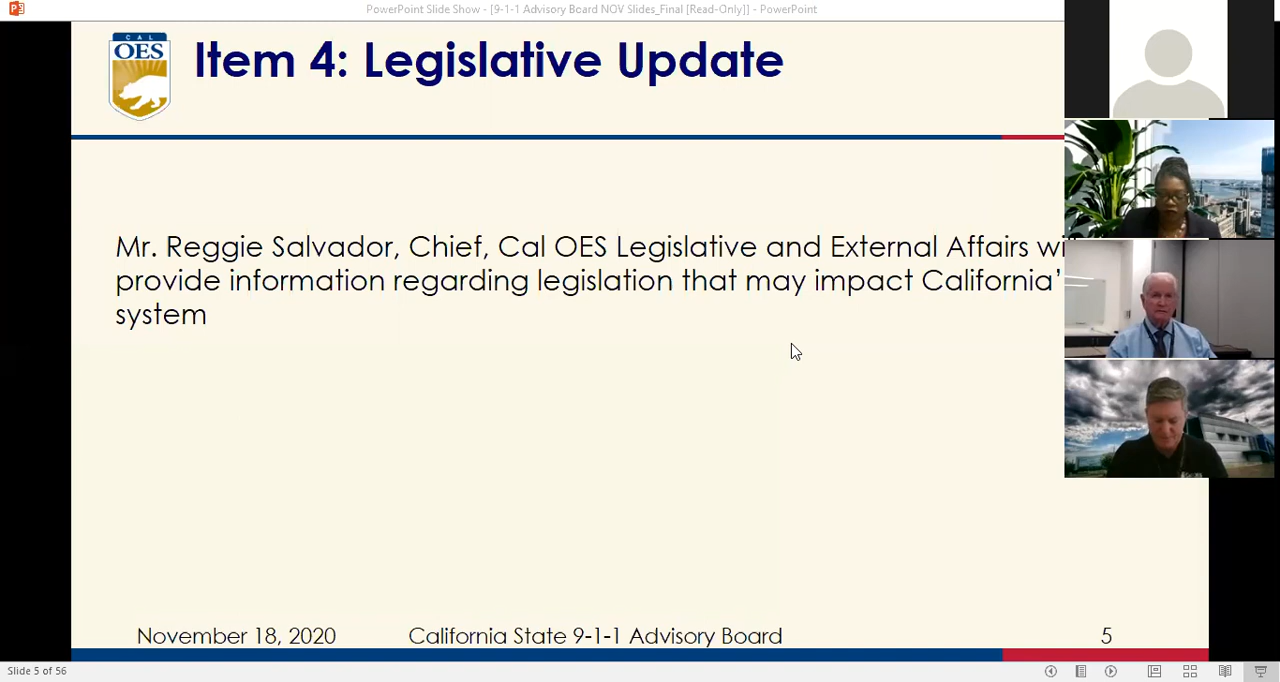 PowerPoint Slide Show - [9-1-1 Advisory Board NOV Slides_Final [Read-Only]] - PowerPoint
CAL
OES
Item 4: Legislative Update
Mr. Reggie Salvador, Chief, Cal OES Legislative and External Affairs
provide information regarding legislation that may impact California'
system
November 18, 2020 California State 9-1-1 Advisory Board 5
Slide 5 of 56